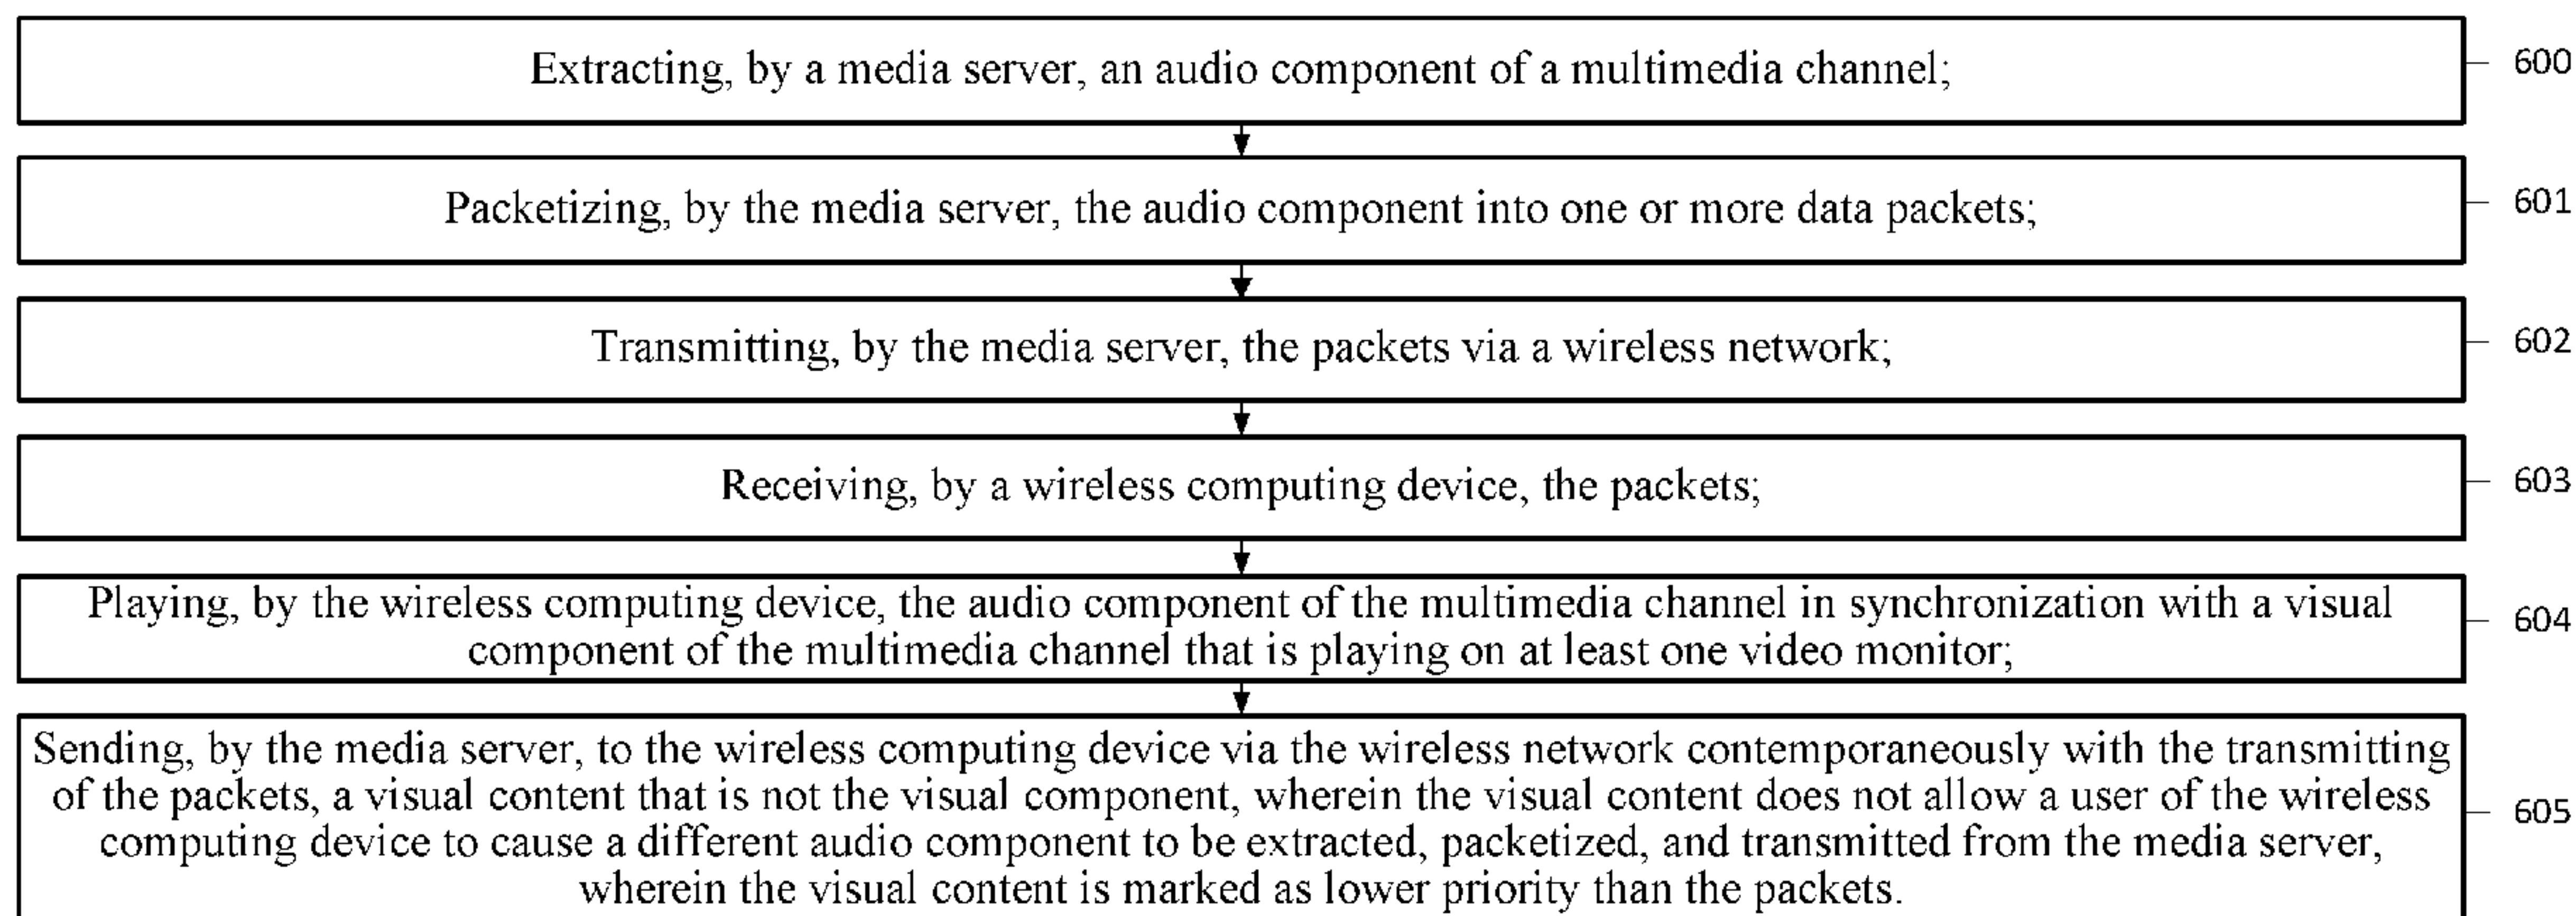 Extracting, by a media server, an audio component of a multimedia channel;
600
Packetizing, by the media server, the audio component into one or more data packets;
601
Transmitting, by the media server, the packets via a wireless network;
602
Receiving, by a wireless computing device, the packets;
603
Playing, by the wireless computing device, the audio component of the multimedia channel in synchronization with a visual
component of the multimedia channel that is playing on at least one video monitor;
604
Sending, by the media server, to the wireless computing device via the wireless network contemporaneously with the transmitting
of the packets, a visual content that is not the visual component, wherein the visual content does not allow a user of the wireless
computing device to cause a different audio component to be extracted, packetized, and transmitted from the media server,
wherein the visual content is marked as lower priority than the packets.
605